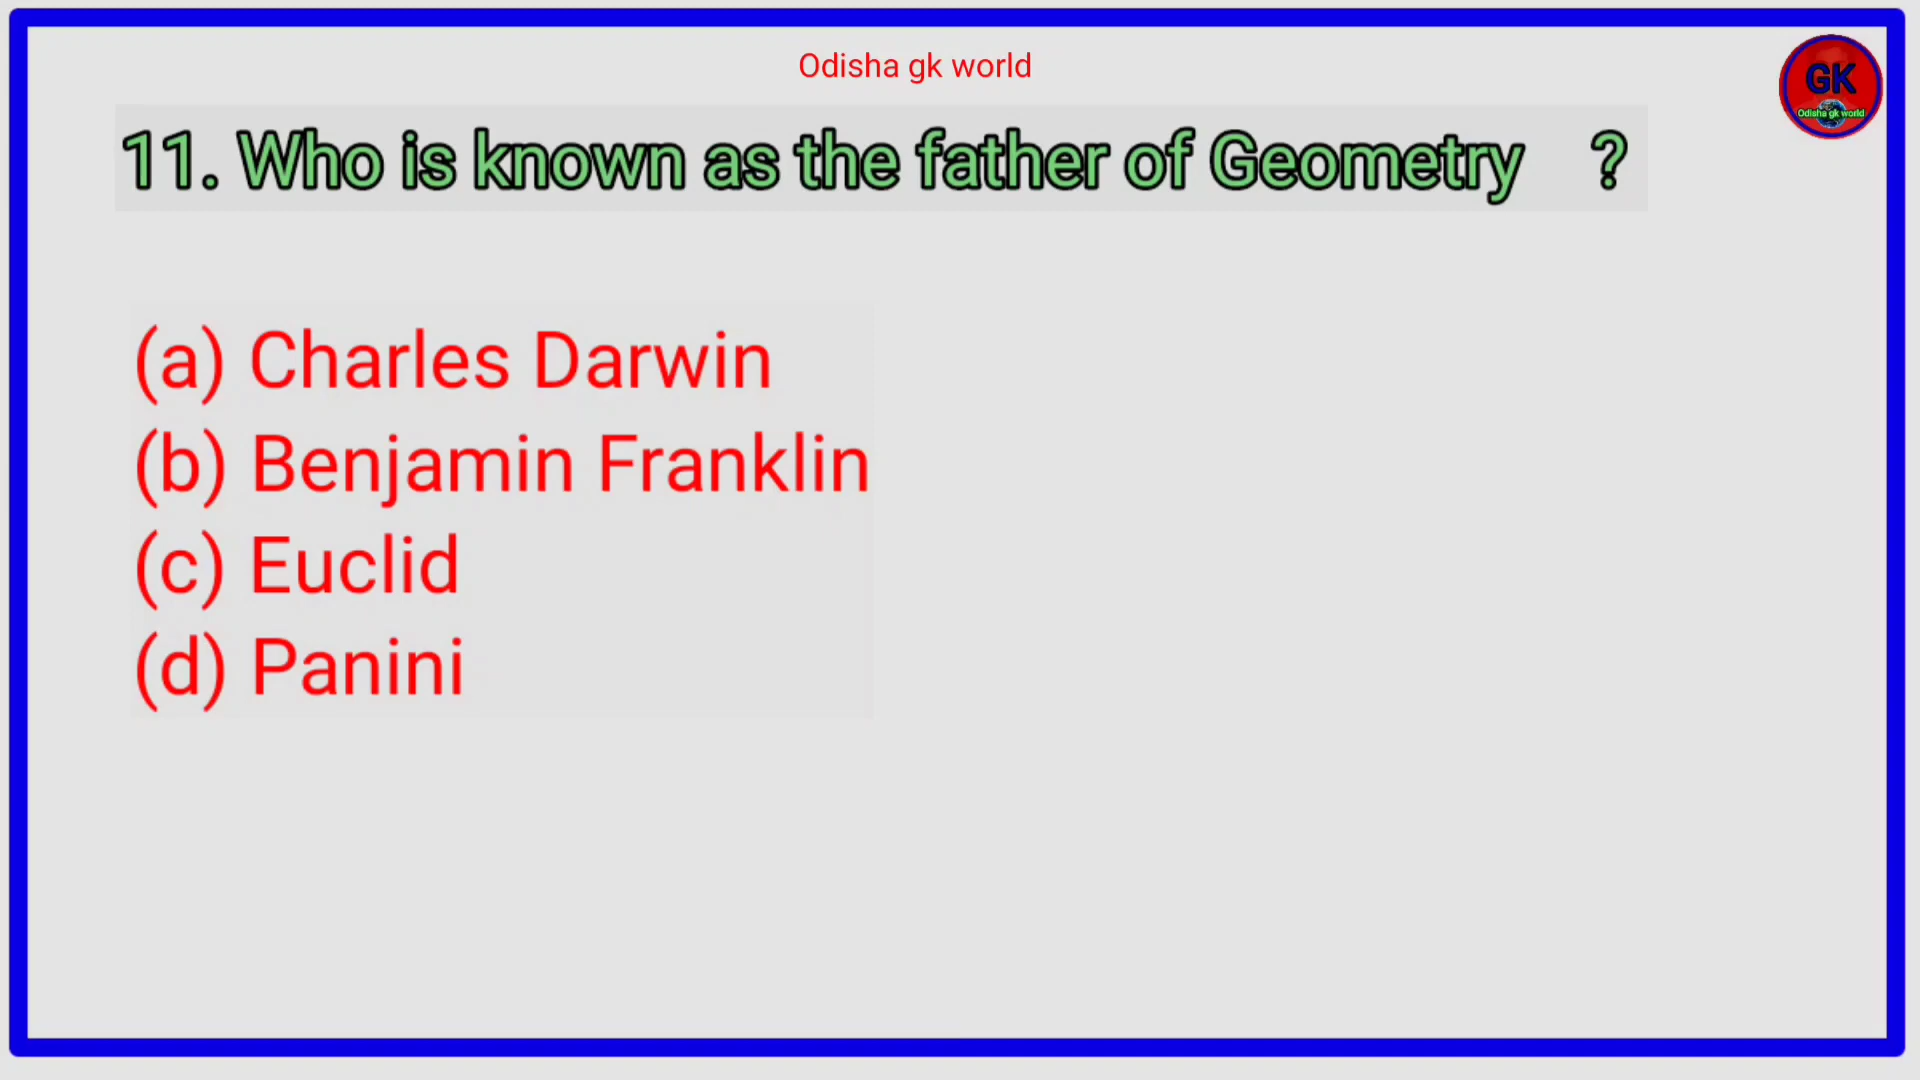 Odisha gk world
GK
Odisha gk world
11. Who is known as the father of Geometry ?
(a) Charles Darwin
(b) Benjamin Franklin
(c) Euclid
(d) Panini